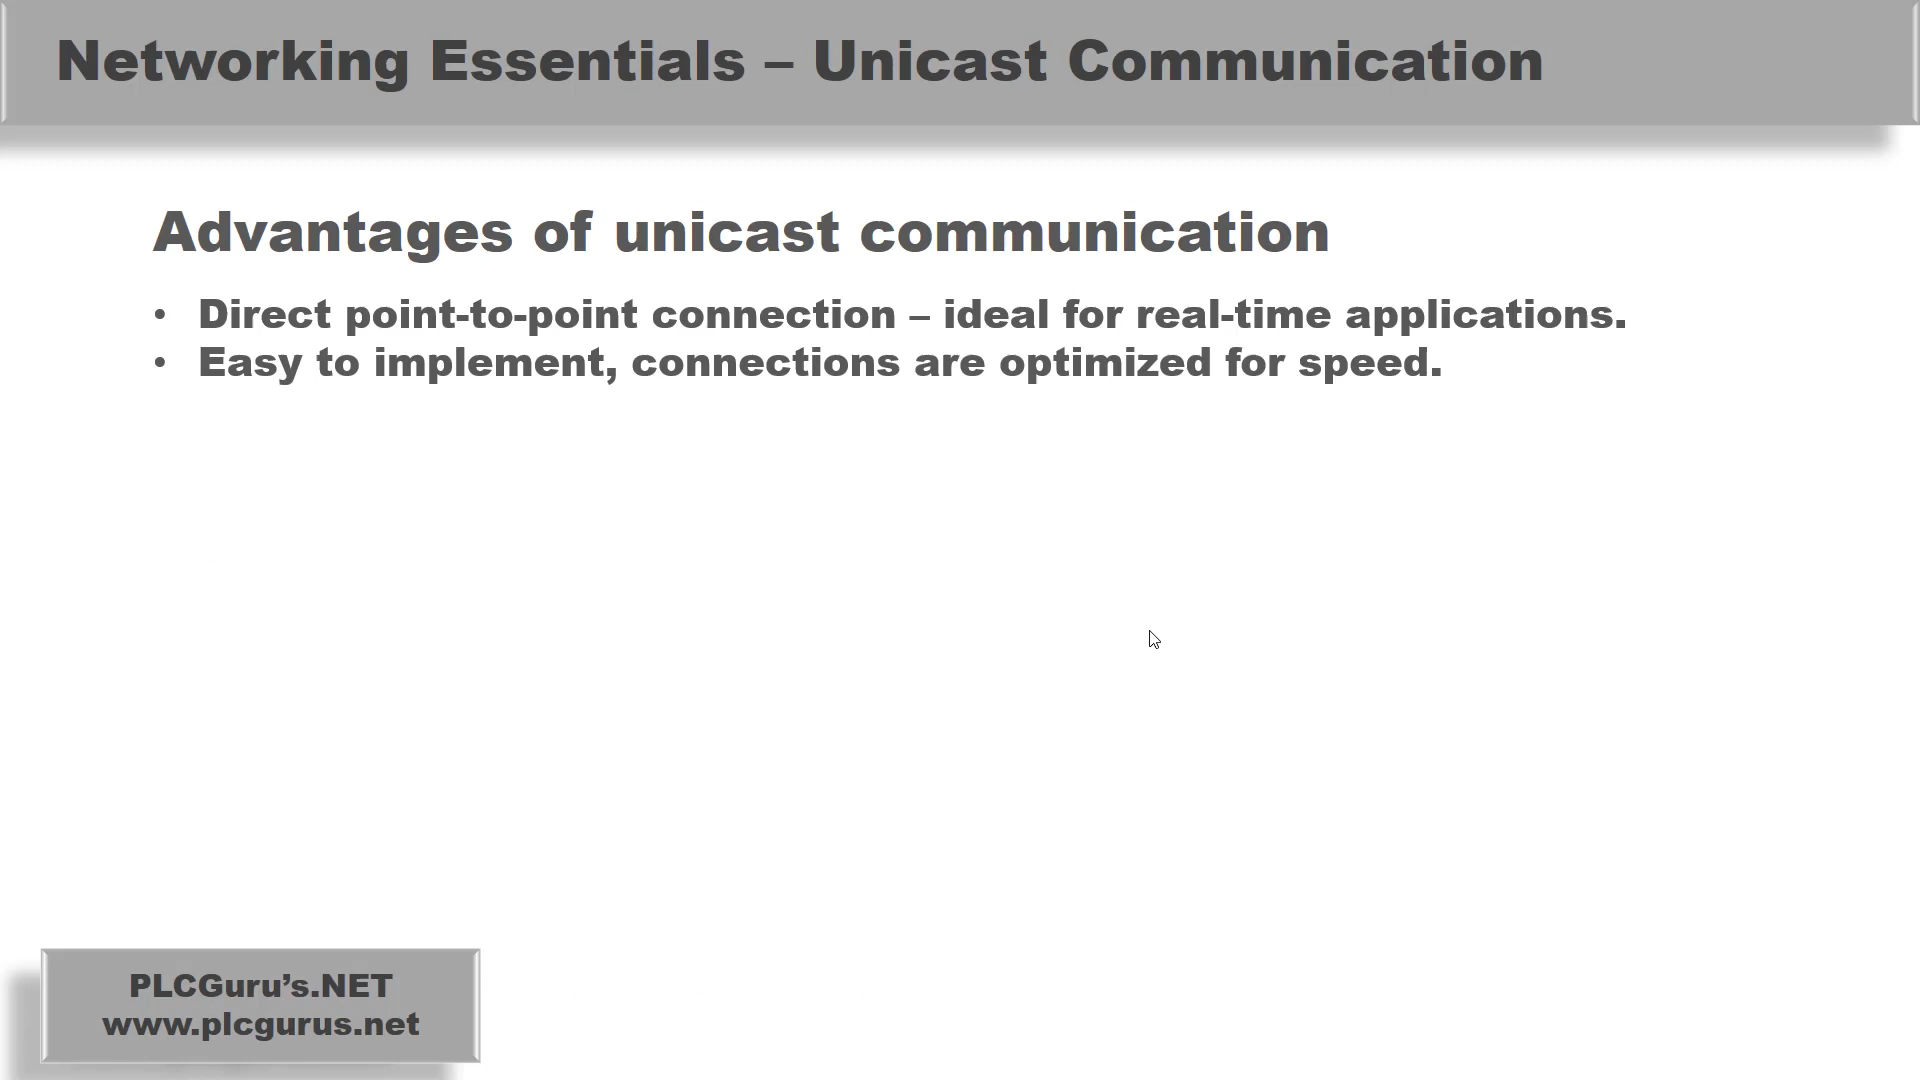 Networking Essentials – Unicast Communication
Advantages of unicast communication
• Direct point-to-point connection – ideal for real-time applications.
• Easy to implement, connections are optimized for speed.
PLCGuru’s.NET
www.plcgurus.net